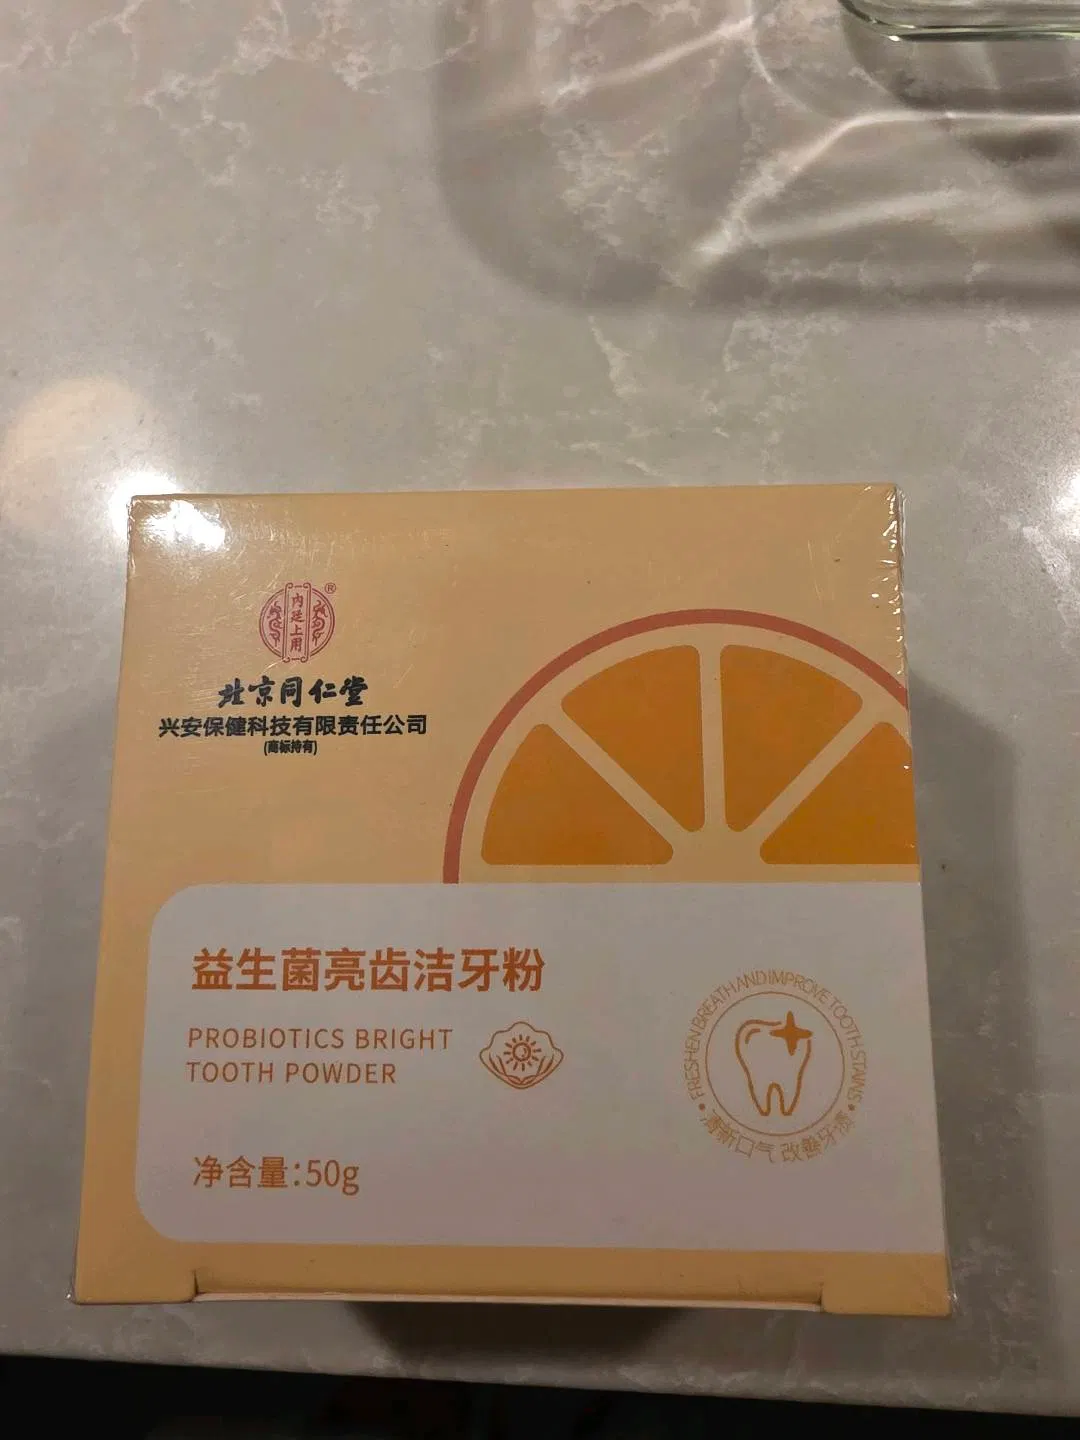 内廷上用
®
北京同仁堂
兴安保健科技有限责任公司
(商标持有)
益生菌亮齿洁牙粉
PROBIOTICS BRIGHT
TOOTH POWDER
净含量:50g
FRESHEN BREATH AND IMPROVE TOOTH STAINS
清新口气 改善牙渍